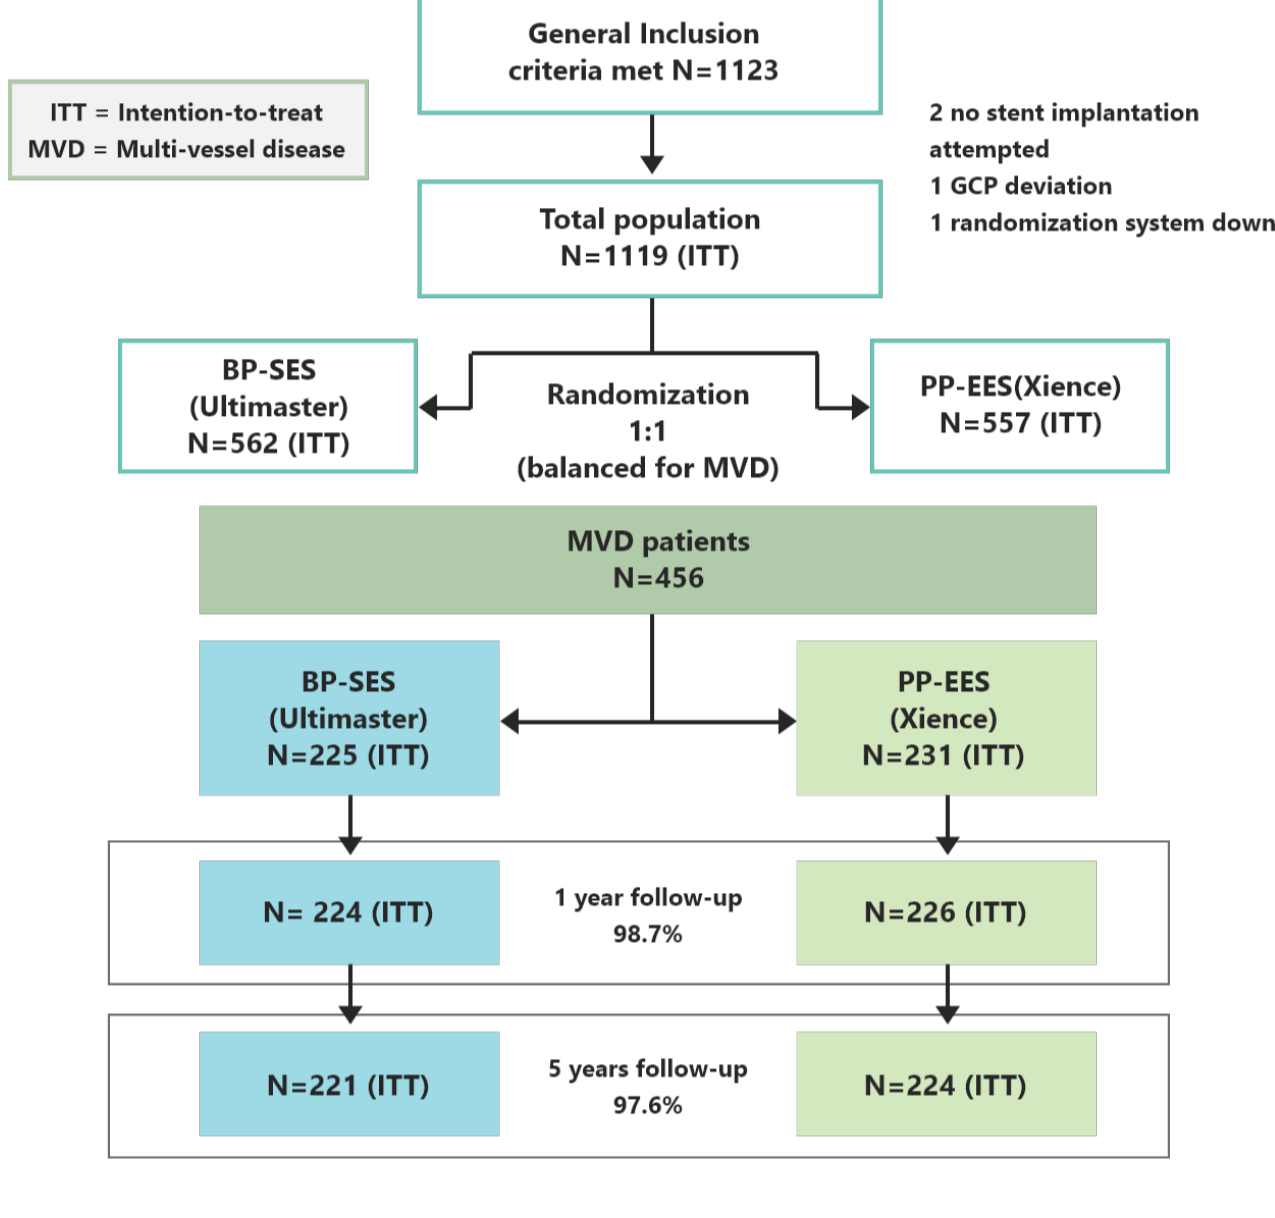 General Inclusion
criteria met N=1123
ITT = Intention-to-treat
MVD = Multi-vessel disease
2 no stent implantation
attempted
1 GCP deviation
1 randomization system down
Total population
N=1119 (ITT)
BP-SES
(Ultimaster)
N=562 (ITT)
Randomization
1:1
(balanced for MVD)
PP-EES(Xience)
N=557 (ITT)
MVD patients
N=456
BP-SES
(Ultimaster)
N=225 (ITT)
PP-EES
(Xience)
N=231 (ITT)
N= 224 (ITT)
1 year follow-up
98.7%
N=226 (ITT)
N=221 (ITT)
5 years follow-up
97.6%
N=224 (ITT)